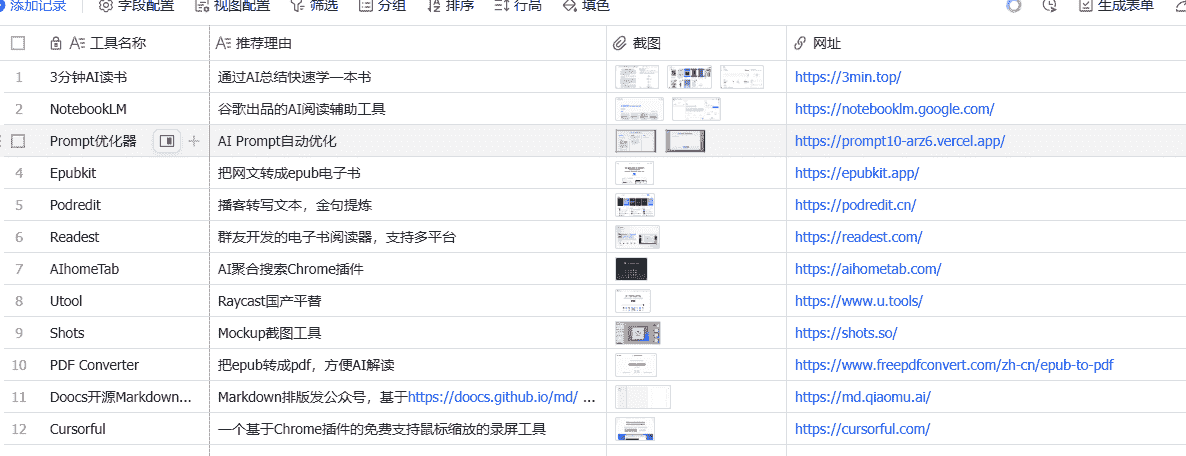 添加记录 字段配置 视图配置 筛选 分组 排序 行高 填色 生成表单
工具名称 推荐理由 截图 网址
1 3分钟AI读书 通过AI总结快速学一本书 https://3min.top/
2 NotebookLM 谷歌出品的AI阅读辅助工具 https://notebooklm.google.com/
Prompt优化器 AI Prompt自动优化 https://prompt10-arz6.vercel.app/
4 Epubkit 把网文转成epub电子书 https://epubkit.app/
5 Podredit 播客转写文本，金句提炼 https://podredit.cn/
6 Readest 群友开发的电子书阅读器，支持多平台 https://readest.com/
7 AIhomeTab AI聚合搜索Chrome插件 https://aihometab.com/
8 Utool Raycast国产平替 https://www.u.tools/
9 Shots Mockup截图工具 https://shots.so/
10 PDF Converter 把epub转成pdf，方便AI解读 https://www.freepdfconvert.com/zh-cn/epub-to-pdf
11 Doocs开源Markdown... Markdown排版发公众号，基于https://doocs.github.io/md/ ... https://md.qiaomu.ai/
12 Cursorful 一个基于Chrome插件的免费支持鼠标缩放的录屏工具 https://cursorful.com/